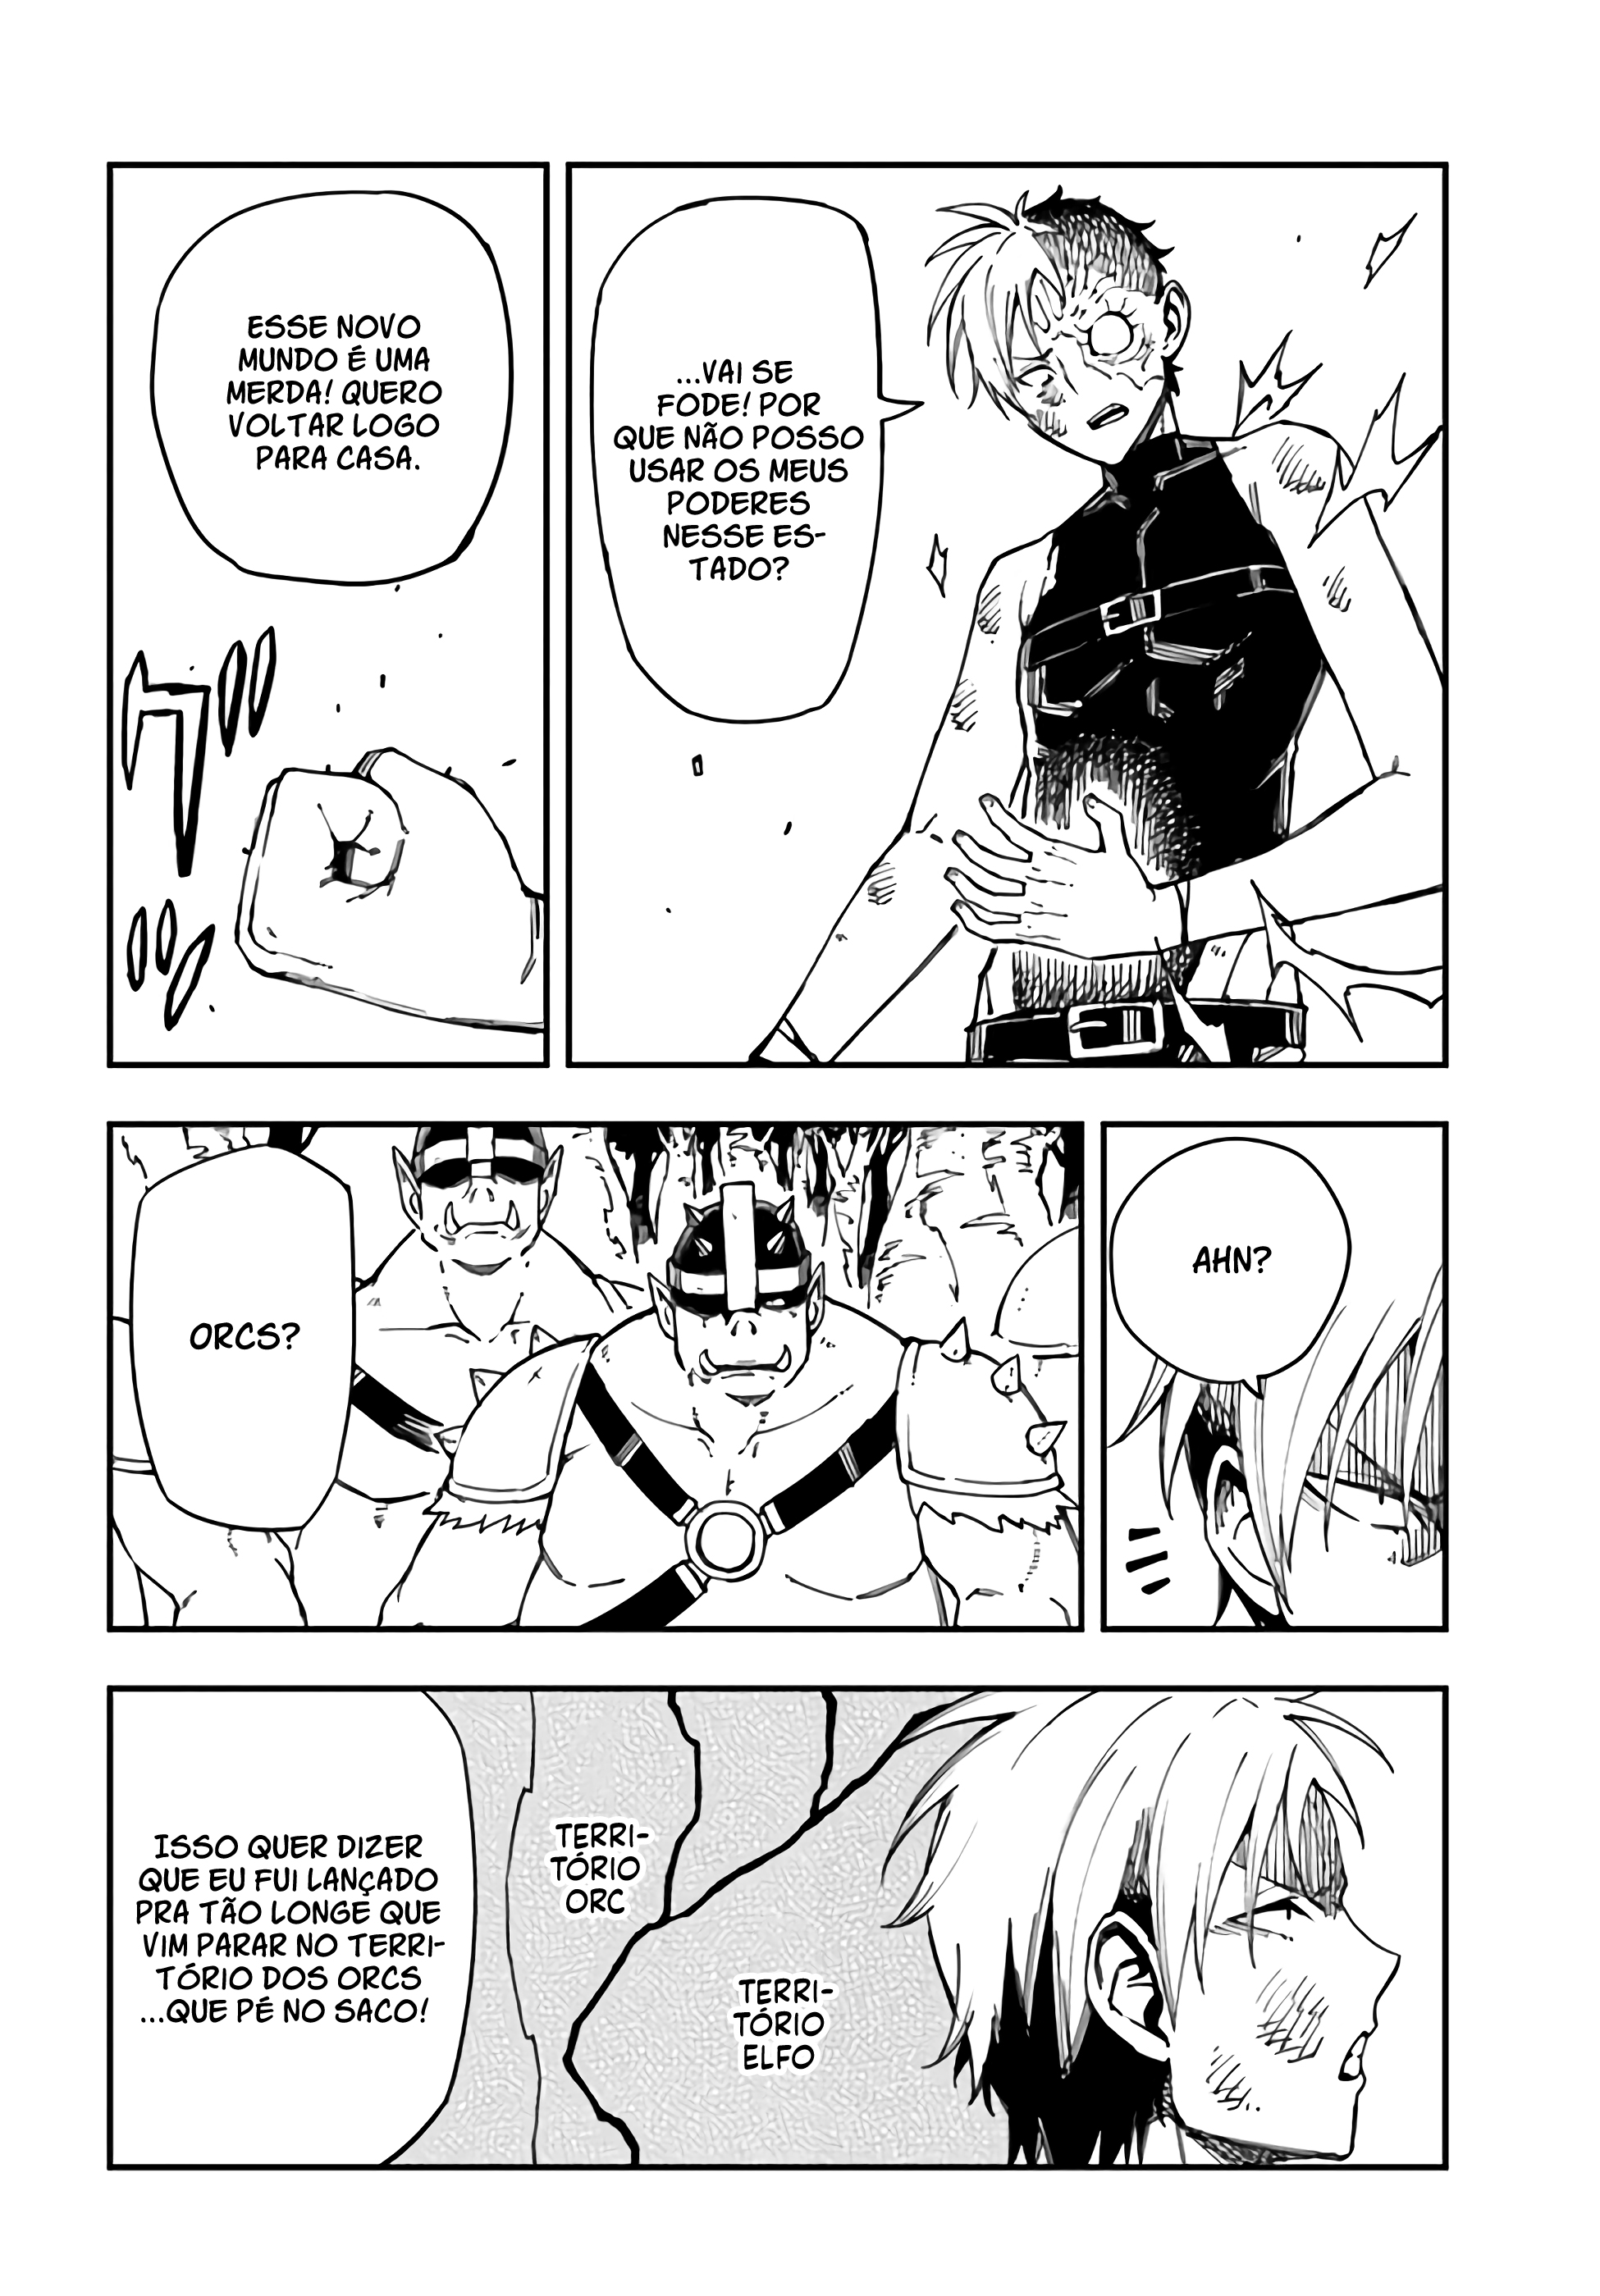 ...VAI SE
FODE! POR
QUE NÃO POSSO
USAR OS MEUS
PODERES
NESSE ES-
TADO?
ESSE NOVO
MUNDO É UMA
MERDA! QUERO
VOLTAR LOGO
PARA CASA.
AHN?
ORCS?
TERRI-
TÓRIO
ORC
TERRI-
TÓRIO
ELFO
ISSO QUER DIZER
QUE EU FUI LANÇADO
PRA TÃO LONGE QUE
VIM PARAR NO TERRI-
TÓRIO DOS ORCS
...QUE PÉ NO SACO!